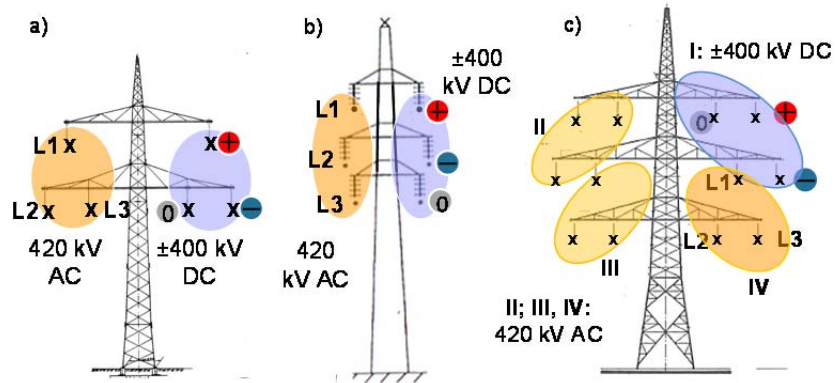 a)
L1
+
L2
L3
0
−
420 kV
AC
±400 kV
DC
b)
±400
kV DC
L1
+
L2
−
L3
0
420
kV AC
c)
I: ±400 kV DC
II
0
+
L1
−
L2
L3
III
IV
II; III, IV:
420 kV AC